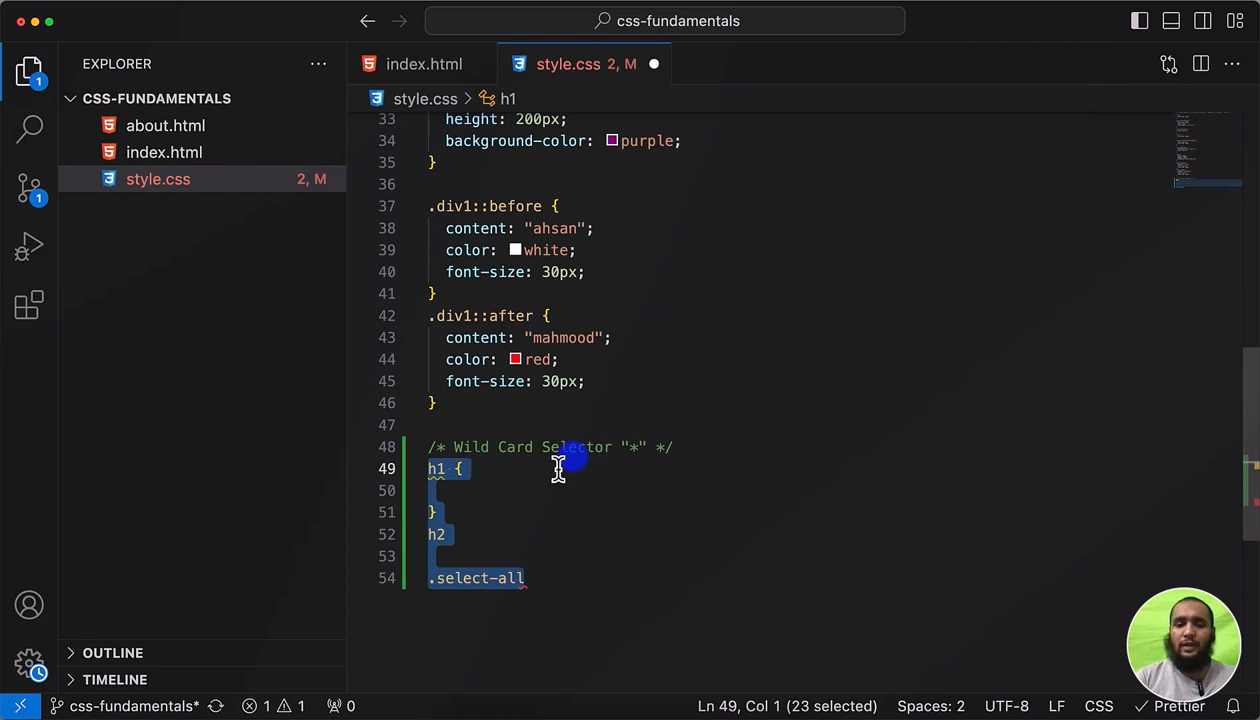 css-fundamentals
EXPLORER
index.html
style.css 2, M
CSS-FUNDAMENTALS
style.css > h1
about.html
index.html
style.css 2, M
33 height: 200px;
34 background-color: purple;
35 }
36
37 .div1::before {
38 content: "ahsan";
39 color: white;
40 font-size: 30px;
41 }
42 .div1::after {
43 content: "mahmood";
44 color: red;
45 font-size: 30px;
46 }
47
48 /* Wild Card Selector "*" */
49 h1 {
50
51 }
52 h2
53
54 .select-all
1
1
OUTLINE
TIMELINE
css-fundamentals* 1 1 0 Ln 49, Col 1 (23 selected) Spaces: 2 UTF-8 LF CSS Prettier